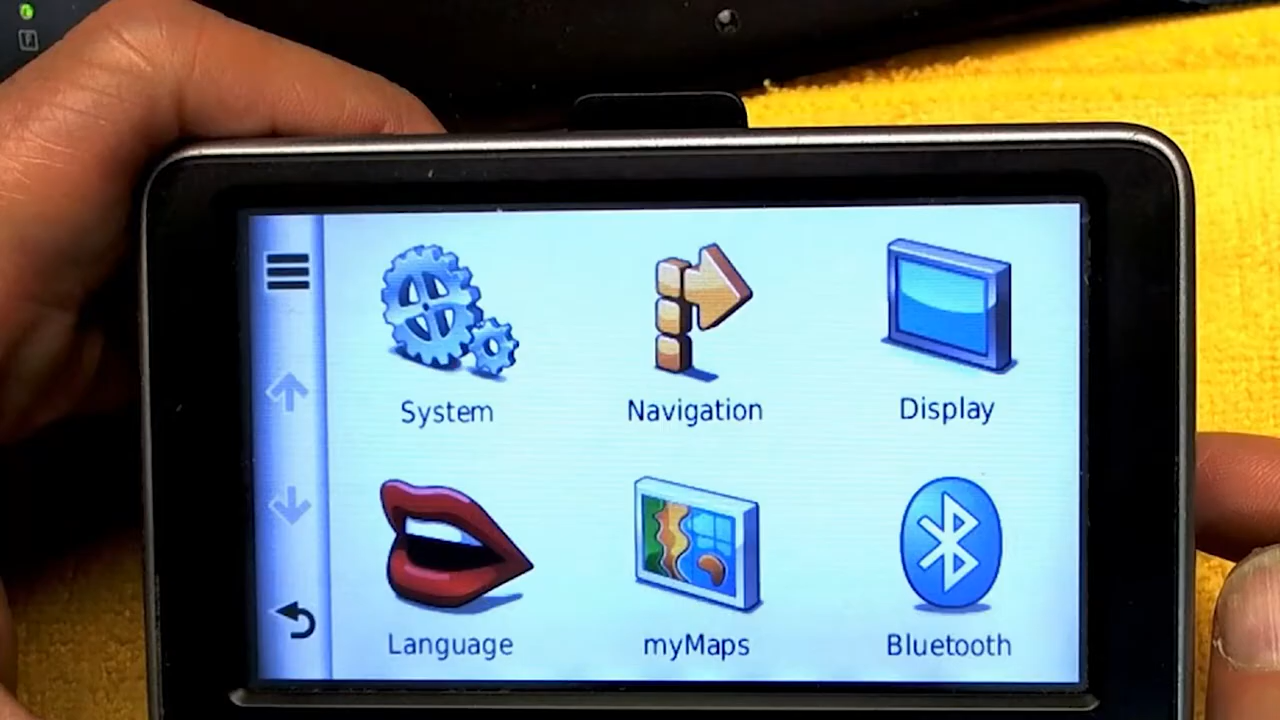 System
Navigation
Display
Language
myMaps
Bluetooth